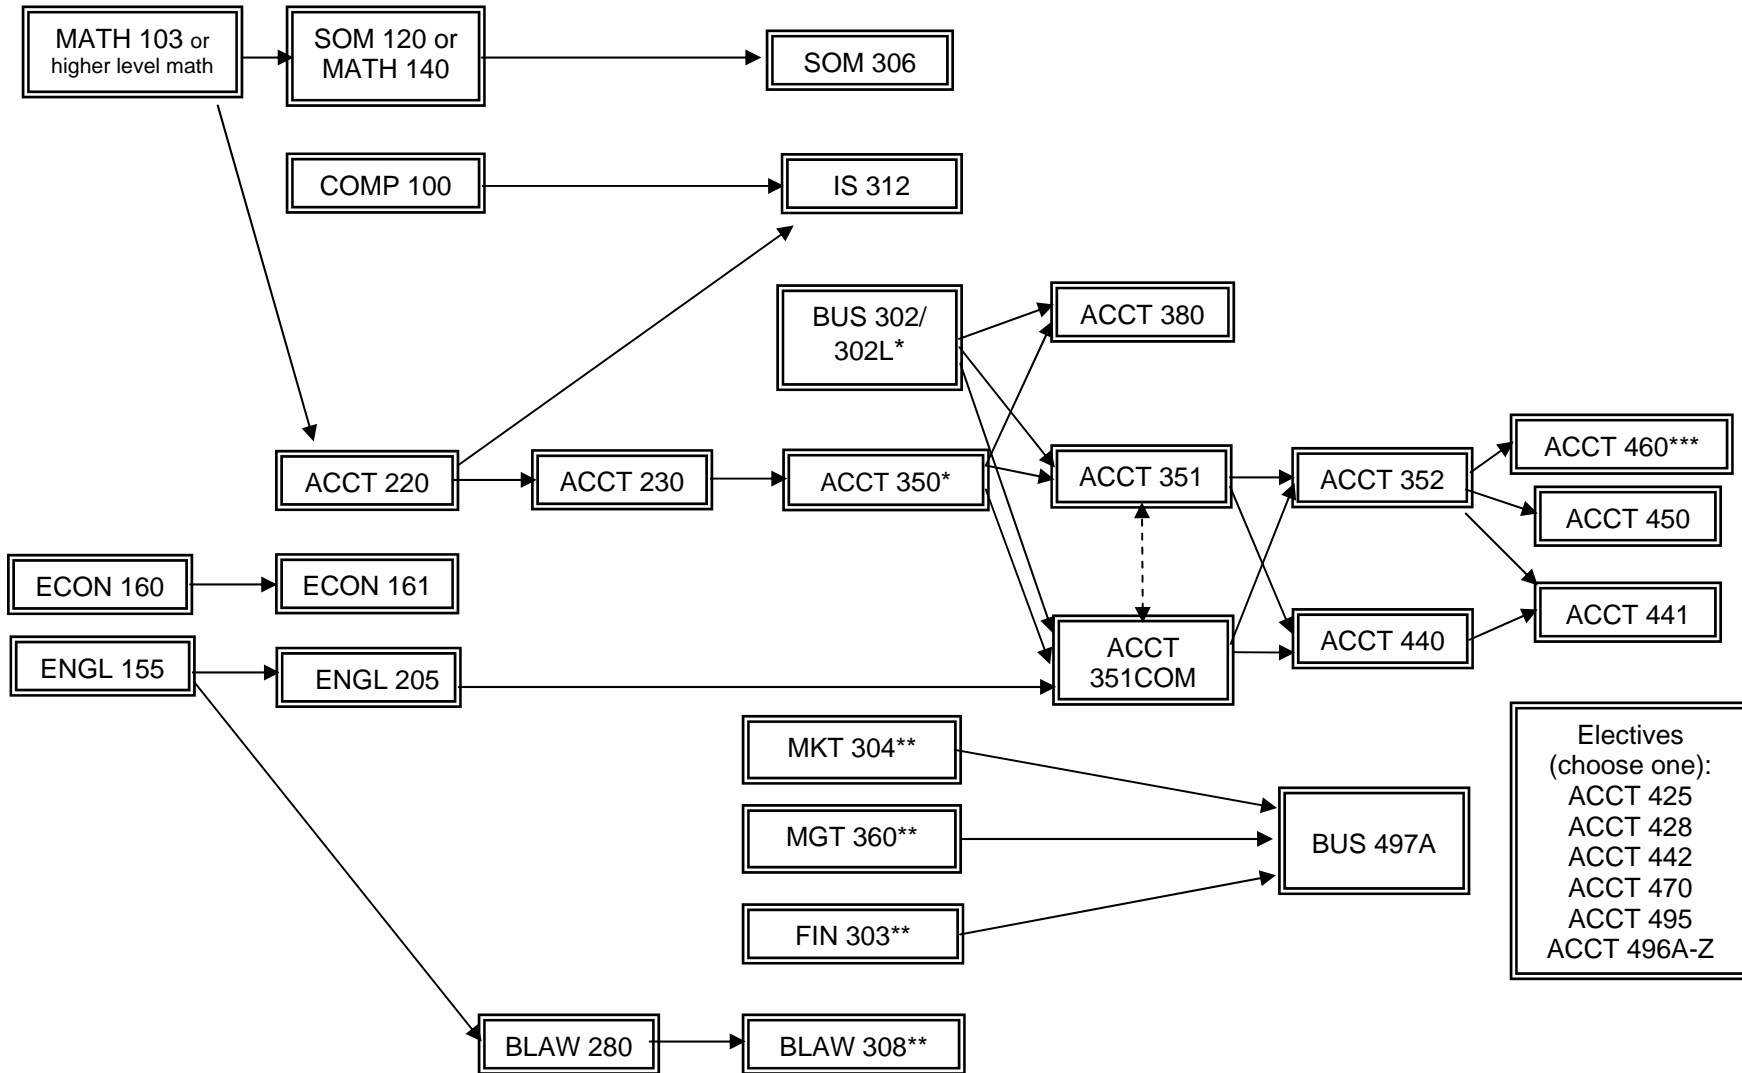 MATH 103 or
higher level math
SOM 120 or
MATH 140
SOM 306
COMP 100
IS 312
BUS 302/
302L*
ACCT 380
ACCT 220
ACCT 230
ACCT 350*
ACCT 351
ACCT 352
ACCT 460***
ACCT 450
ECON 160
ECON 161
ACCT
351COM
ACCT 440
ACCT 441
ENGL 155
ENGL 205
MKT 304**
MGT 360**
FIN 303**
BUS 497A
Electives
(choose one):
ACCT 425
ACCT 428
ACCT 442
ACCT 470
ACCT 495
ACCT 496A-Z
BLAW 280
BLAW 308**